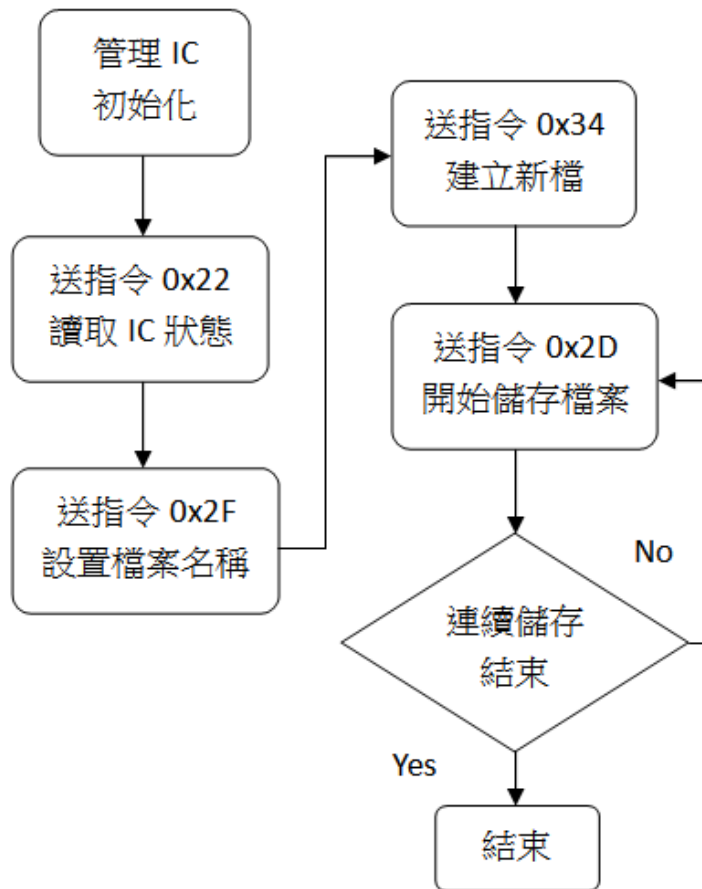 管理 IC
初始化
送指令 0x22
讀取 IC 狀態
送指令 0x2F
設置檔案名稱
送指令 0x34
建立新檔
送指令 0x2D
開始儲存檔案
連續儲存
結束
No
Yes
結束